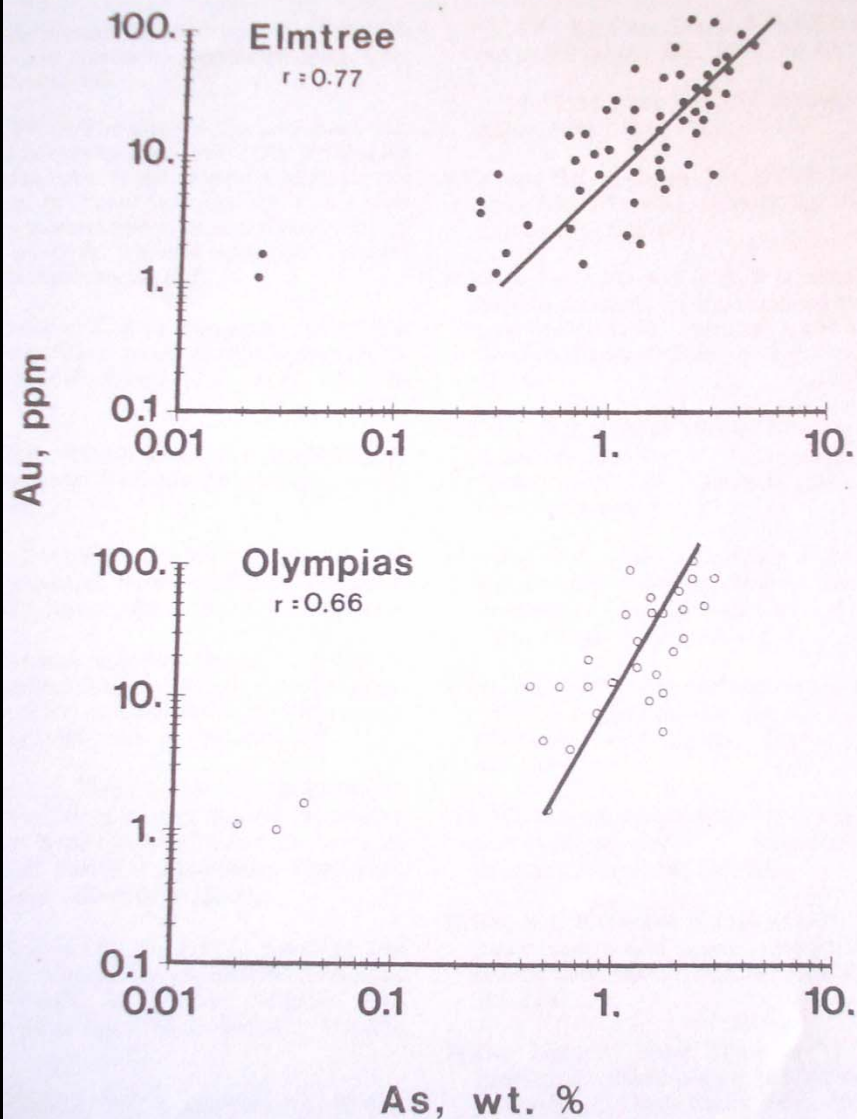 Elmtree
r=0.77
100.
10.
1.
0.1
0.01 0.1 1. 10.
Au, ppm
Olympias
r=0.66
100.
10.
1.
0.1
0.01 0.1 1. 10.
As, wt. %